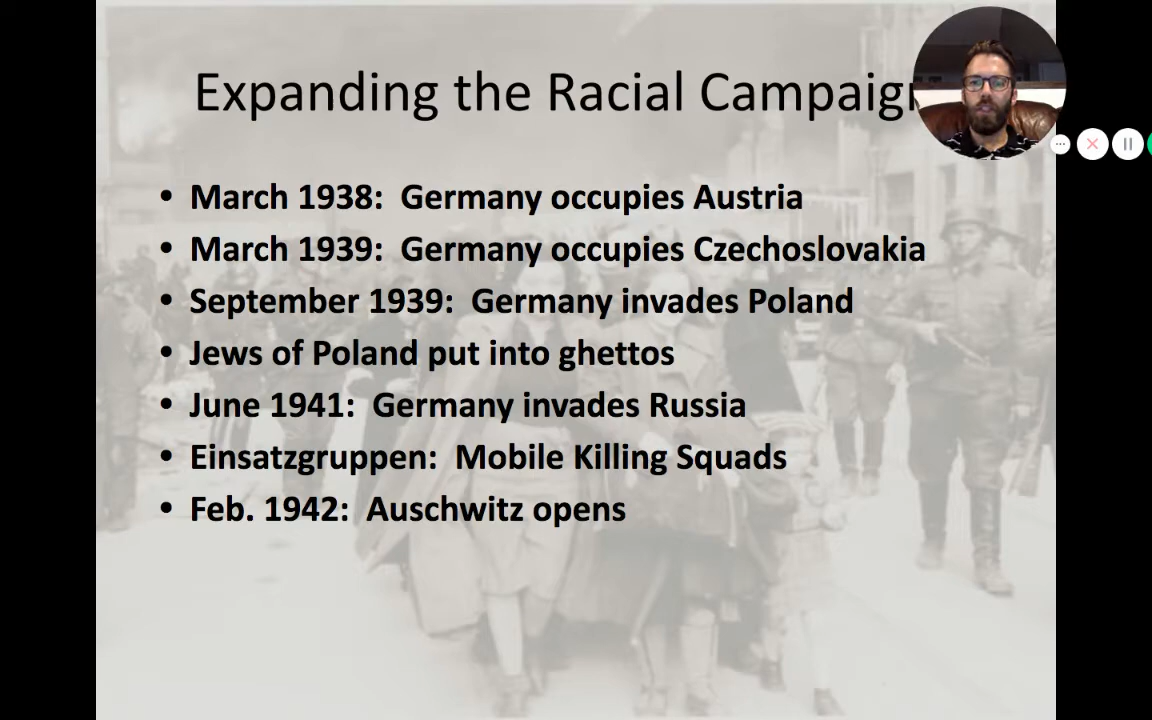 Expanding the Racial Campaign
• March 1938:  Germany occupies Austria
• March 1939:  Germany occupies Czechoslovakia
• September 1939:  Germany invades Poland
• Jews of Poland put into ghettos
• June 1941:  Germany invades Russia
• Einsatzgruppen:  Mobile Killing Squads
• Feb. 1942:  Auschwitz opens